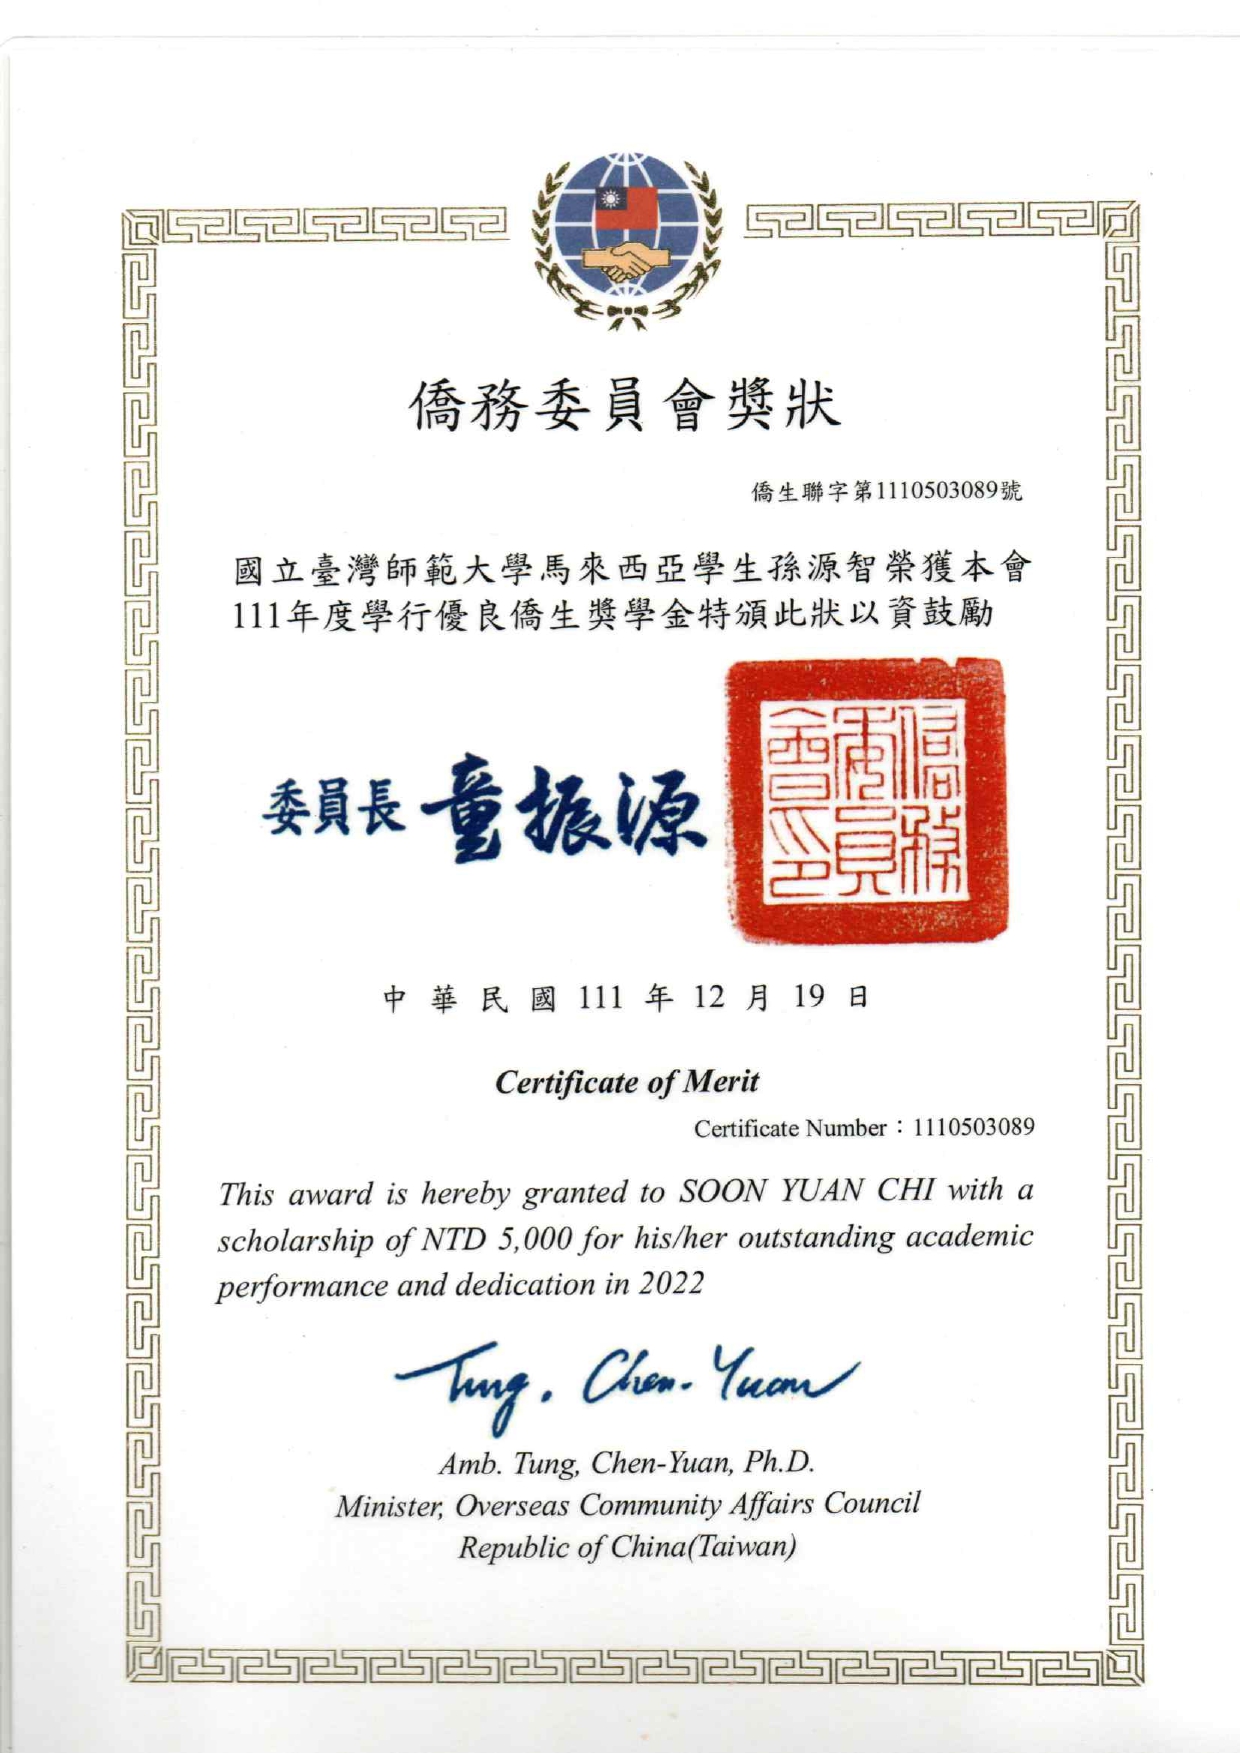 僑務委員會獎狀
僑生聯字第1110503089號
國立臺灣師範大學馬來西亞學生孫源智榮獲本會
111年度學行優良僑生獎學金特頒此狀以資鼓勵
委員長 童振源
僑務委員會印
中華民國 111 年 12 月 19 日
Certificate of Merit
Certificate Number：1110503089
This award is hereby granted to SOON YUAN CHI with a
scholarship of NTD 5,000 for his/her outstanding academic
performance and dedication in 2022
Tung, Chen-Yuan
Amb. Tung, Chen-Yuan, Ph.D.
Minister, Overseas Community Affairs Council
Republic of China(Taiwan)